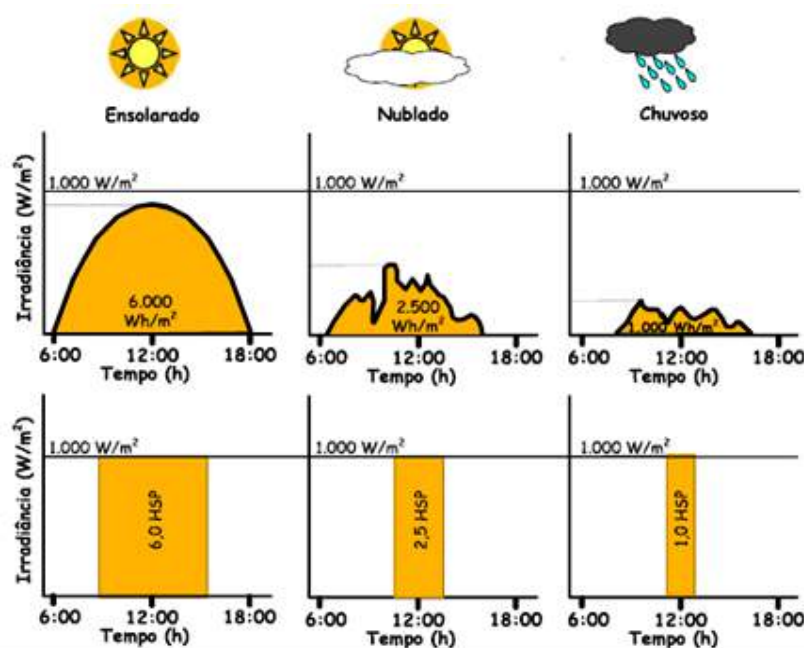 Ensolarado
Nublado
Chuvoso
Irradiância (W/m²)
1.000 W/m²
1.000 W/m²
1.000 W/m²
6.000
Wh/m²
2.500
Wh/m²
1.000 Wh/m²
6:00 12:00 18:00
6:00 12:00 18:00
6:00 12:00 18:00
Tempo (h)
Tempo (h)
Tempo (h)
Irradiância (W/m²)
1.000 W/m²
1.000 W/m²
1.000 W/m²
6,0 HSP
2,5 HSP
1,0 HSP
6:00 12:00 18:00
6:00 12:00 18:00
6:00 12:00 18:00
Tempo (h)
Tempo (h)
Tempo (h)